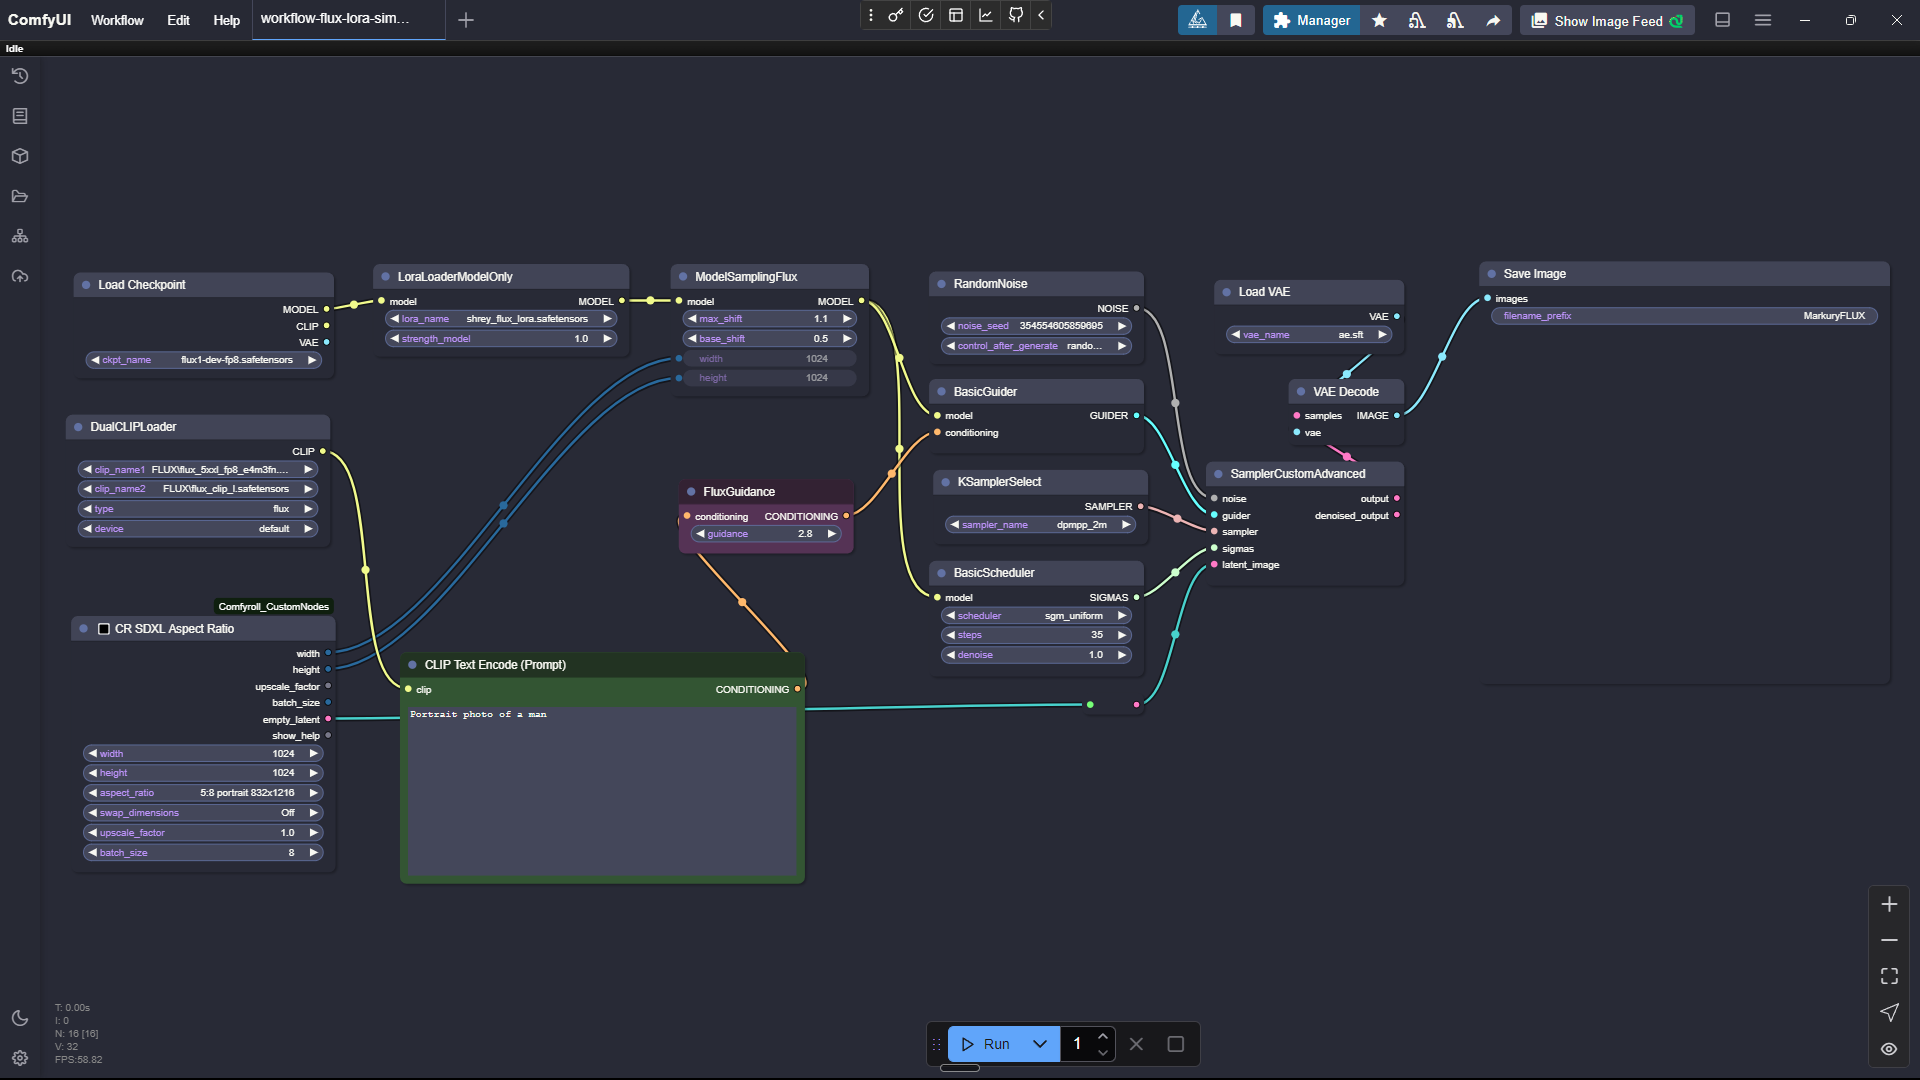 ComfyUI Workflow Edit Help workflow-flux-lora-sim... Manager Show Image Feed
Idle
Load Checkpoint
MODEL
CLIP
VAE
ckpt_name flux1-dev-fp8.safetensors
LoraLoaderModelOnly
model MODEL
lora_name shrey_flux_lora.safetensors
strength_model 1.0
ModelSamplingFlux
model MODEL
max_shift 1.1
base_shift 0.5
width 1024
height 1024
RandomNoise
NOISE
noise_seed 354554605859695
control_after_generate rando...
Load VAE
VAE
vae_name ae.sft
Save Image
images
filename_prefix MarkuryFLUX
DualCLIPLoader
CLIP
clip_name1 FLUX\flux_5xxl_fp8_e4m3fn....
clip_name2 FLUX\flux_clip_l.safetensors
type flux
device default
BasicGuider
model GUIDER
conditioning
VAE Decode
samples IMAGE
vae
FluxGuidance
conditioning CONDITIONING
guidance 2.8
KSamplerSelect
SAMPLER
sampler_name dpmpp_2m
SamplerCustomAdvanced
noise output
guider denoised_output
sampler
sigmas
latent_image
BasicScheduler
model SIGMAS
scheduler sgm_uniform
steps 35
denoise 1.0
Comfyroll_CustomNodes
CR SDXL Aspect Ratio
width
height
upscale_factor
batch_size
empty_latent
show_help
width 1024
height 1024
aspect_ratio 5:8 portrait 832x1216
swap_dimensions Off
upscale_factor 1.0
batch_size 8
CLIP Text Encode (Prompt)
clip CONDITIONING
Portrait photo of a man
T: 0.00s
I: 0
N: 16 [16]
V: 32
FPS:58.82
Run 1